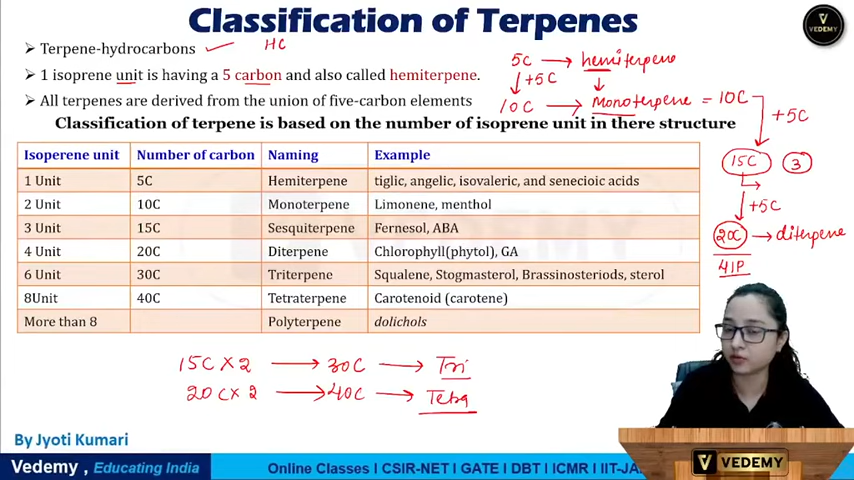 Classification of Terpenes
➢ Terpene-hydrocarbons HC
➢ 1 isoprene unit is having a 5 carbon and also called hemiterpene.
➢ All terpenes are derived from the union of five-carbon elements
5C → hemiterpene
↓ +5C ↓
10C → Monoterpene = 10C
+5C
15C 3
+5C
20C → diterpene
4IP
Classification of terpene is based on the number of isoprene unit in there structure
Isoperene unit Number of carbon Naming Example
1 Unit 5C Hemiterpene tiglic, angelic, isovaleric, and senecioic acids
2 Unit 10C Monoterpene Limonene, menthol
3 Unit 15C Sesquiterpene Fernesol, ABA
4 Unit 20C Diterpene Chlorophyll(phytol), GA
6 Unit 30C Triterpene Squalene, Stogmasterol, Brassinosteriods, sterol
8Unit 40C Tetraterpene Carotenoid (carotene)
More than 8 Polyterpene dolichols
15C × 2 → 30C → Tri
20C × 2 → 40C → Tetra
By Jyoti Kumari
Vedemy, Educating India
Online Classes I CSIR-NET I GATE I DBT I ICMR I IIT-JA
V VEDEMY
V
VEDEMY